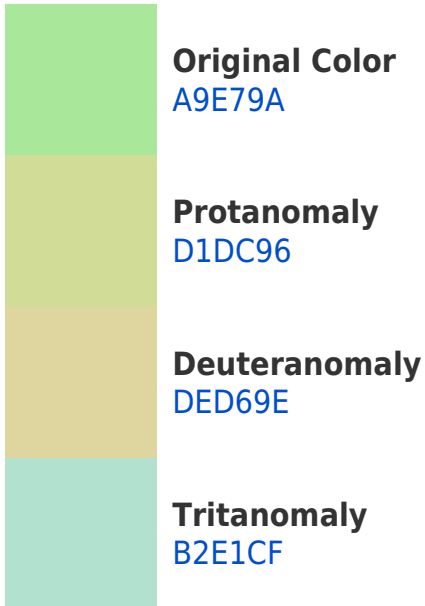 Original Color
A9E79A
Protanomaly
D1DC96
Deuteranomaly
DED69E
Tritanomaly
B2E1CF